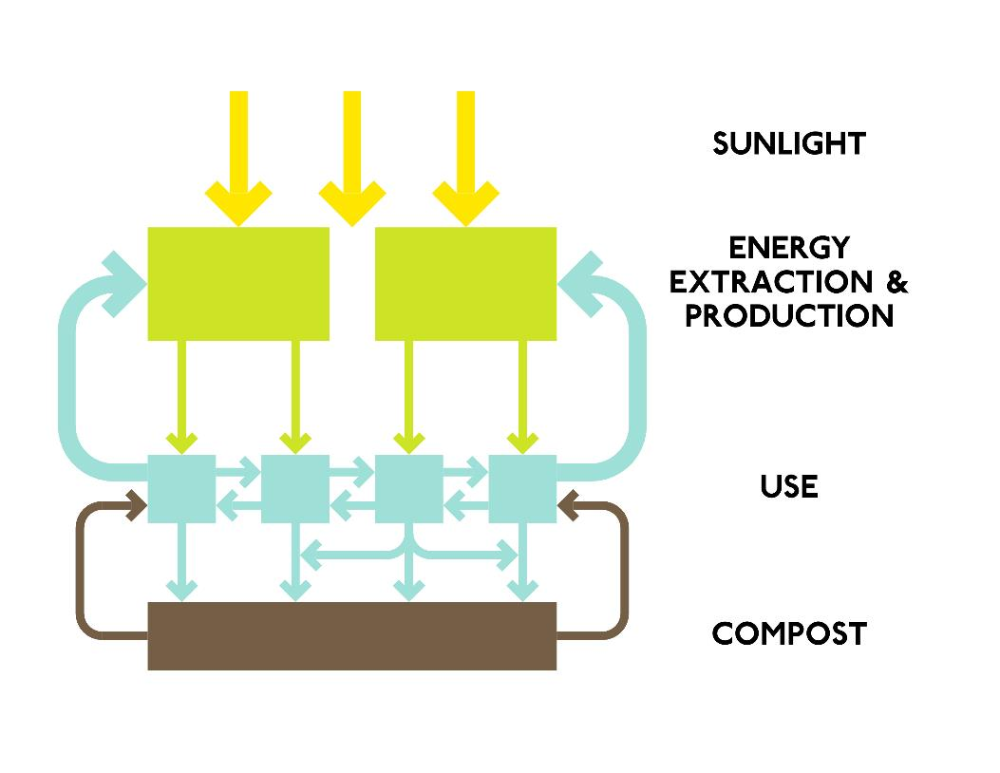 SUNLIGHT
ENERGY
EXTRACTION &
PRODUCTION
USE
COMPOST